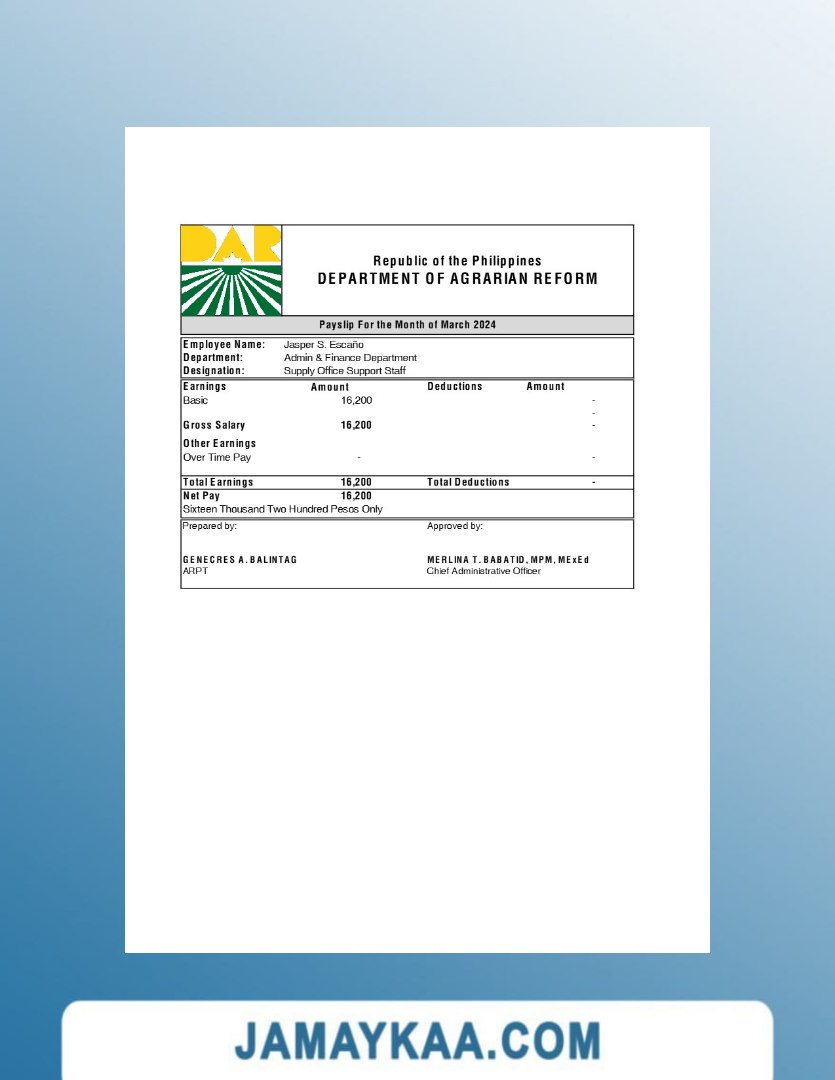 DAR
Republic of the Philippines
DEPARTMENT OF AGRARIAN REFORM
Payslip For the Month of March 2024
Employee Name: Jasper S. Escaño
Department: Admin & Finance Department
Designation: Supply Office Support Staff
Earnings Amount Deductions Amount
Basic 16,200 -
-
Gross Salary 16,200 -
Other Earnings
Over Time Pay - -
Total Earnings 16,200 Total Deductions -
Net Pay 16,200
Sixteen Thousand Two Hundred Pesos Only
Prepared by: Approved by:
GENECRES A. BALINTAG MERLINA T. BABATID, MPM, MExEd
ARPT Chief Administrative Officer
JAMAYKAA.COM